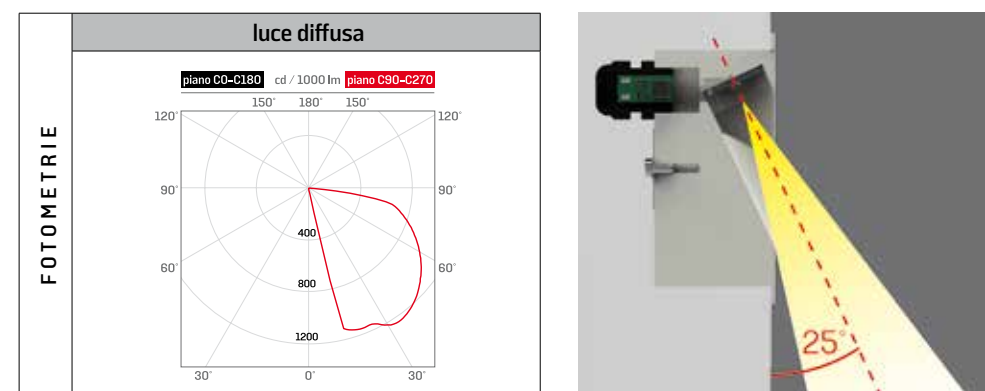 FOTOMETRIE
luce diffusa
piano C0-C180 cd / 1000 lm piano C90-C270
150° 180° 150°
120° 120°
90° 90°
400
60° 60°
800
1200
30° 0° 30°
25°